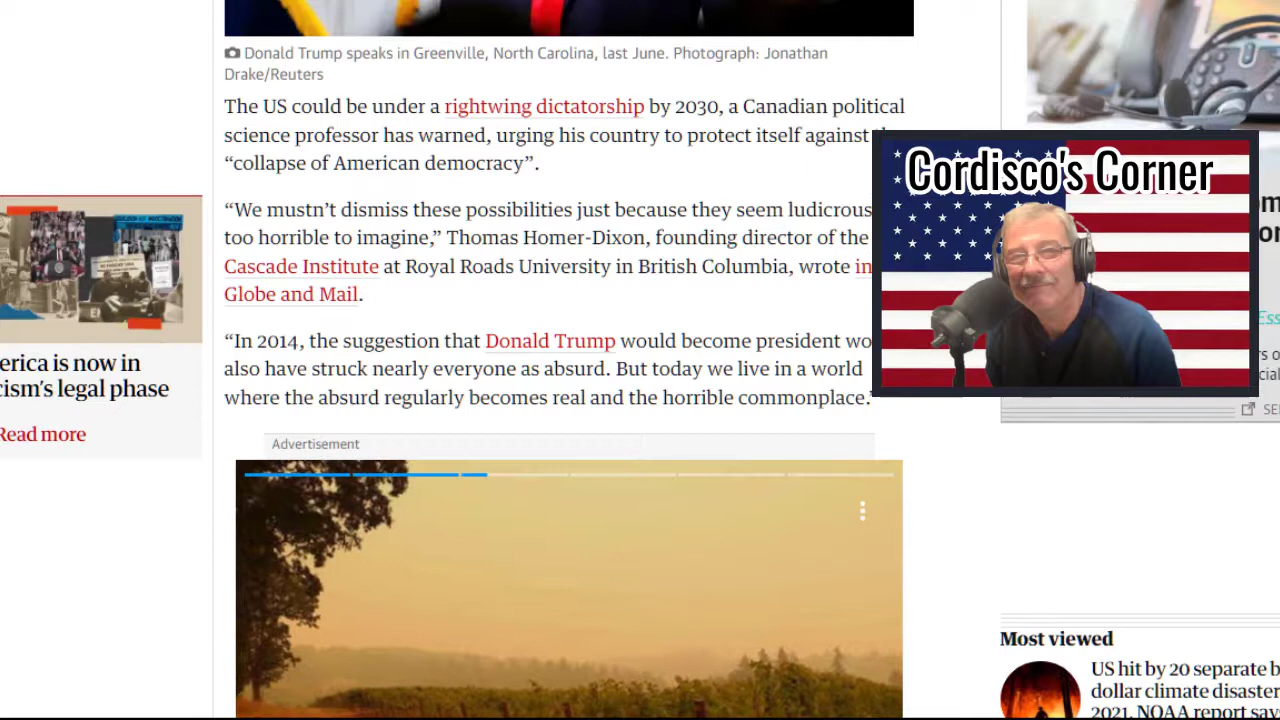 Donald Trump speaks in Greenville, North Carolina, last June. Photograph: Jonathan
Drake/Reuters
The US could be under a rightwing dictatorship by 2030, a Canadian political
science professor has warned, urging his country to protect itself against
“collapse of American democracy”.
“We mustn’t dismiss these possibilities just because they seem ludicrous
too horrible to imagine,” Thomas Homer-Dixon, founding director of the
Cascade Institute at Royal Roads University in British Columbia, wrote in
Globe and Mail.
“In 2014, the suggestion that Donald Trump would become president wo
also have struck nearly everyone as absurd. But today we live in a world
where the absurd regularly becomes real and the horrible commonplace.
Advertisement
erica is now in
cism’s legal phase
Read more
Cordisco's Corner
Most viewed
US hit by 20 separate b
dollar climate disaster
2021, NOAA report say